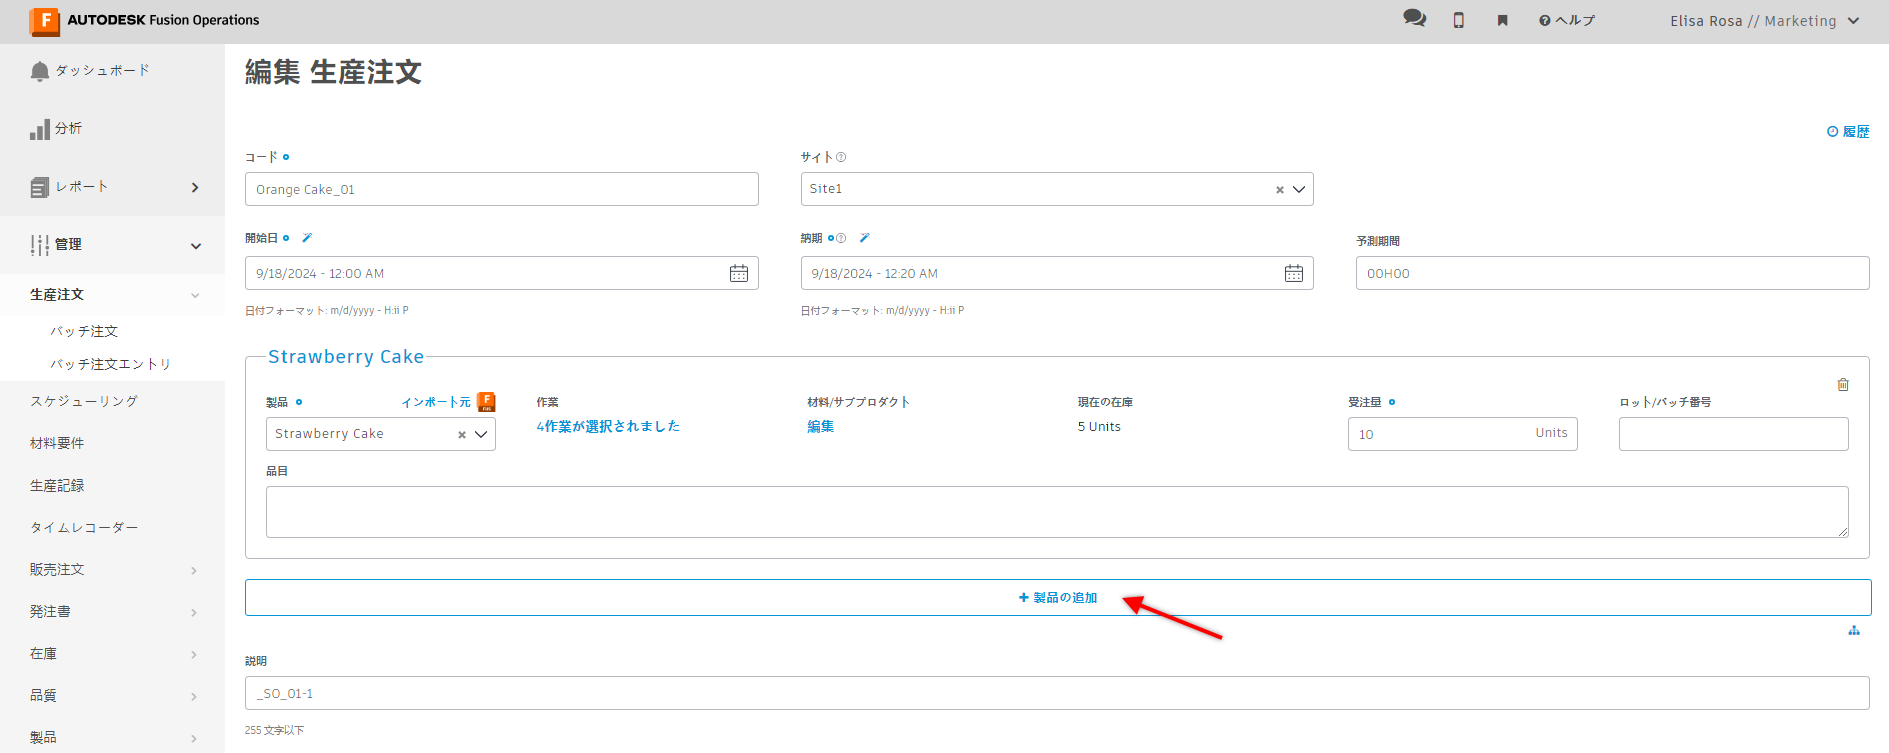 AUTODESK Fusion Operations
ヘルプ
Elisa Rosa // Marketing
ダッシュボード
分析
レポート
管理
生産注文
バッチ注文
バッチ注文エントリ
スケジューリング
材料要件
生産記録
タイムレコーダー
販売注文
発注書
在庫
品質
製品
編集 生産注文
履歴
コード
サイト
Orange Cake_01
Site1
開始日
納期
予測期間
9/18/2024 - 12:00 AM
9/18/2024 - 12:20 AM
00H00
日付フォーマット: m/d/yyyy - H:ii P
日付フォーマット: m/d/yyyy - H:ii P
Strawberry Cake
製品
インポート元
FUS
作業
材料/サブプロダクト
現在の在庫
受注量
ロット/バッチ番号
Strawberry Cake
4作業が選択されました
編集
5 Units
10
Units
品目
+ 製品の追加
説明
_SO_01-1
255 文字以下